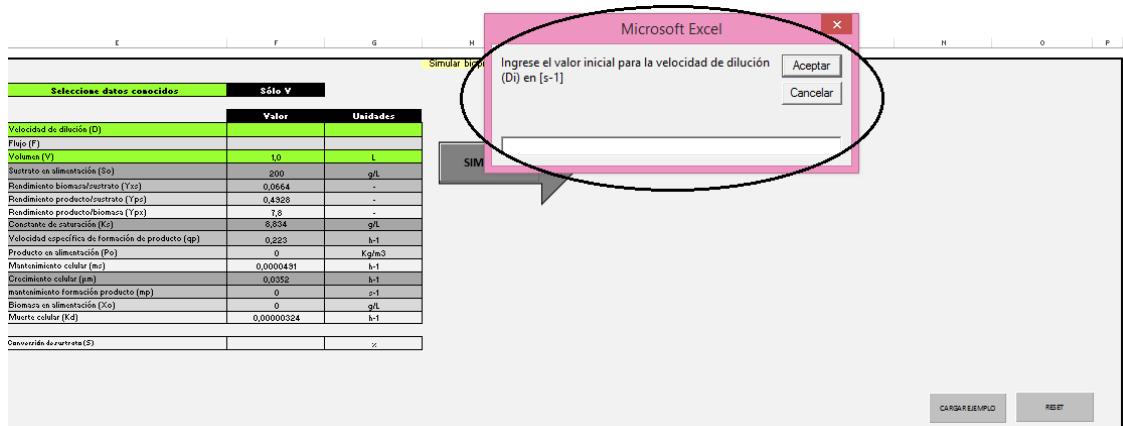 E F G H N O P
Microsoft Excel
Simular biop
Ingrese el valor inicial para la velocidad de dilución
(Di) en [s-1]
Aceptar
Cancelar
Seleccione datos conocidos Sólo V
Valor Unidades
Velocidad de dilución (D)
Flujo (F)
Volumen (V) 1,0 L
Sustrato en alimentación (So) 200 g/L
Rendimiento biomasa/sustrato (Yxs) 0,0664 -
Rendimiento producto/sustrato (Yps) 0,4928 -
Rendimiento producto/biomasa (Ypx) 7,8 -
Constante de saturación (Ks) 8,834 g/L
Velocidad específica de formación de producto (qp) 0,223 h-1
Producto en alimentación (Po) 0 Kg/m3
Mantenimiento celular (ms) 0,0000491 h-1
Crecimiento celular (µm) 0,0352 h-1
mantenimiento formación producto (mp) 0 s-1
Biomasa en alimentación (Xo) 0 g/L
Muerte celular (Kd) 0,00000324 h-1
Conversión de sustrato (S) %
SIM
CARGAR EJEMPLO RESET